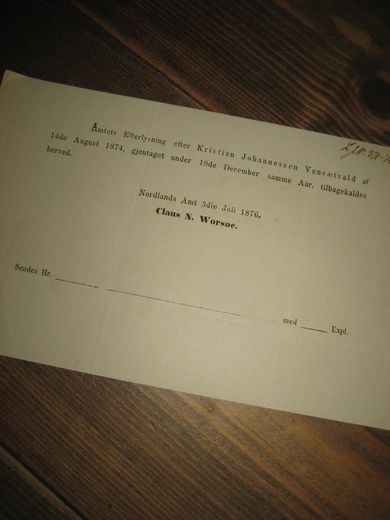 Amtets Efterlysning efter Kristian Johannessen Vensætvald af
14de August 1874, gjentaget under 18de December samme Aar, tilbagekaldes
herved.
Nordlands Amt 3die Juli 1876.
Claus N. Worsøe.
Sendes Hr. med Expl.